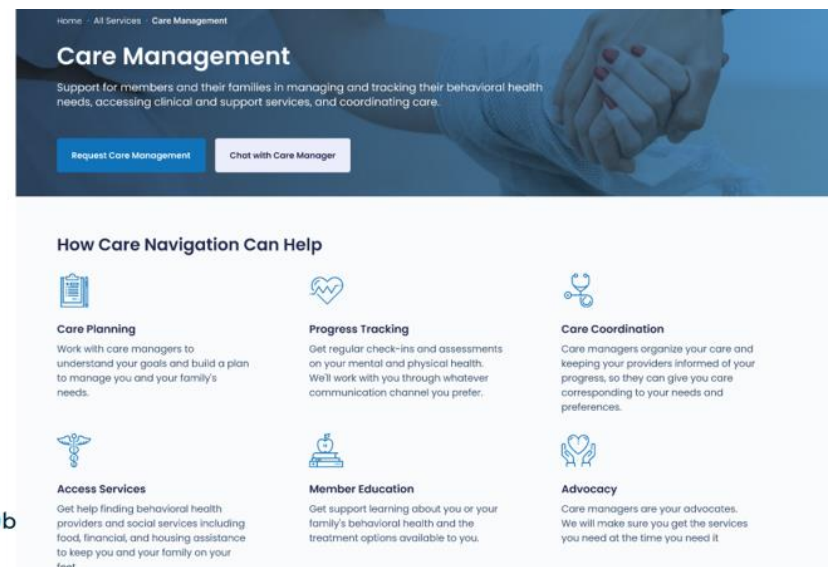 Home · All Services · Care Management
Care Management
Support for members and their families in managing and tracking their behavioral health
needs, accessing clinical and support services, and coordinating care.
Request Care Management
Chat with Care Manager
How Care Navigation Can Help
Care Planning
Work with care managers to
understand your goals and build a plan
to manage you and your family's
needs.
Progress Tracking
Get regular check-ins and assessments
on your mental and physical health.
We'll work with you through whatever
communication channel you prefer.
Care Coordination
Care managers organize your care and
keeping your providers informed of your
progress, so they can give you care
corresponding to your needs and
preferences.
Access Services
Get help finding behavioral health
providers and social services including
food, financial, and housing assistance
to keep you and your family on your
feet.
Member Education
Get support learning about you or your
family's behavioral health and the
treatment options available to you.
Advocacy
Care managers are your advocates.
We will make sure you get the services
you need at the time you need it